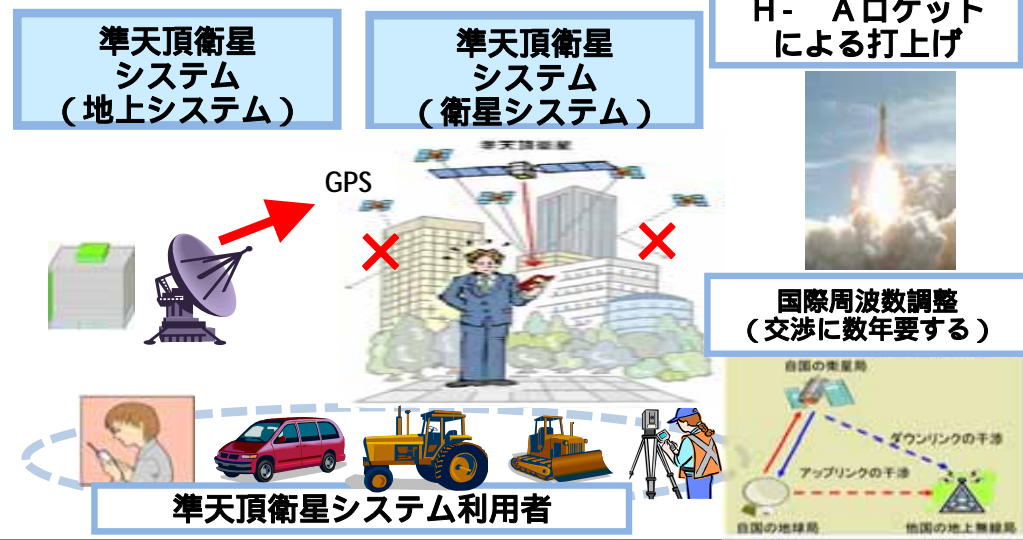 準天頂衛星
システム
（地上システム）
準天頂衛星
システム
（衛星システム）
H-　Aロケット
による打上げ
準天頂衛星
GPS
国際周波数調整
（交渉に数年要する）
自国の衛星局
ダウンリンクの干渉
アップリンクの干渉
自国の地球局
他国の地上無線局
準天頂衛星システム利用者